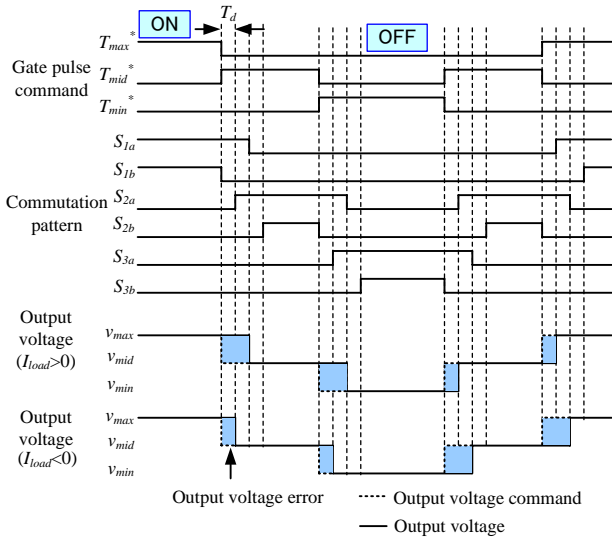 ON
T_d
OFF
Gate pulse
command
T_max*
T_mid*
T_min*
Commutation
pattern
S_1a
S_1b
S_2a
S_2b
S_3a
S_3b
Output
voltage
(I_load>0)
v_max
v_mid
v_min
Output
voltage
(I_load<0)
v_max
v_mid
v_min
Output voltage error
Output voltage command
Output voltage